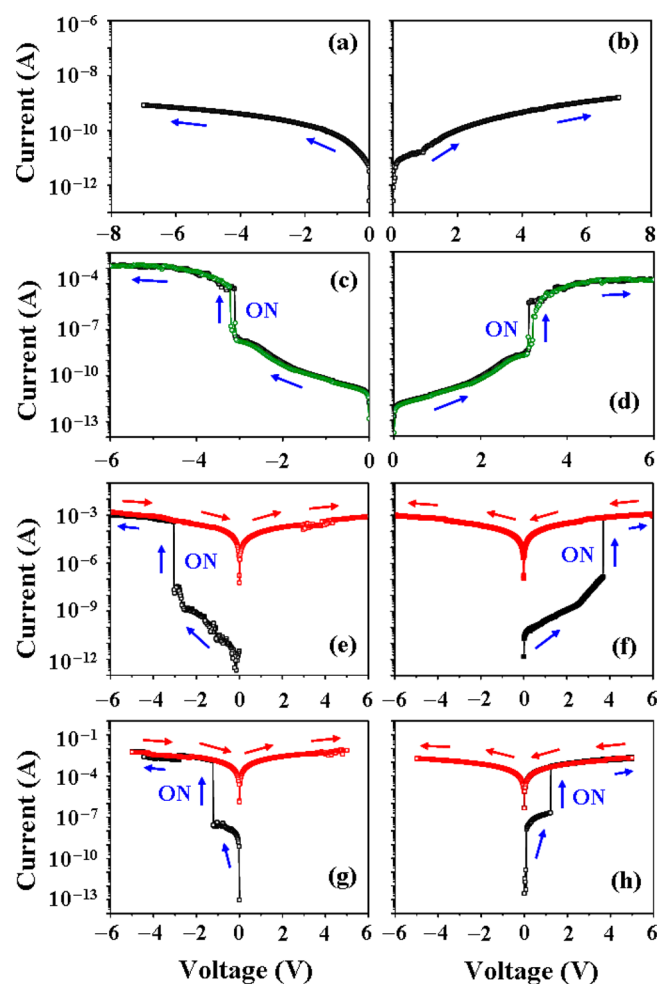 (a) (b)
Current (A)
10⁻⁶
10⁻⁸
10⁻¹⁰
10⁻¹²
−8 −6 −4 −2 0 2 4 6 8
(c) ON ON (d)
Current (A)
10⁻⁴
10⁻⁷
10⁻¹⁰
10⁻¹³
−6 −4 −2 0 2 4 6
ON ON
(e) (f)
Current (A)
10⁻³
10⁻⁶
10⁻⁹
10⁻¹²
−6 −4 −2 0 2 4 6 −6 −4 −2 0 2 4 6
ON ON
(g) (h)
Current (A)
10⁻¹
10⁻⁴
10⁻⁷
10⁻¹⁰
10⁻¹³
−6 −4 −2 0 2 4 6 −6 −4 −2 0 2 4 6
Voltage (V) Voltage (V)